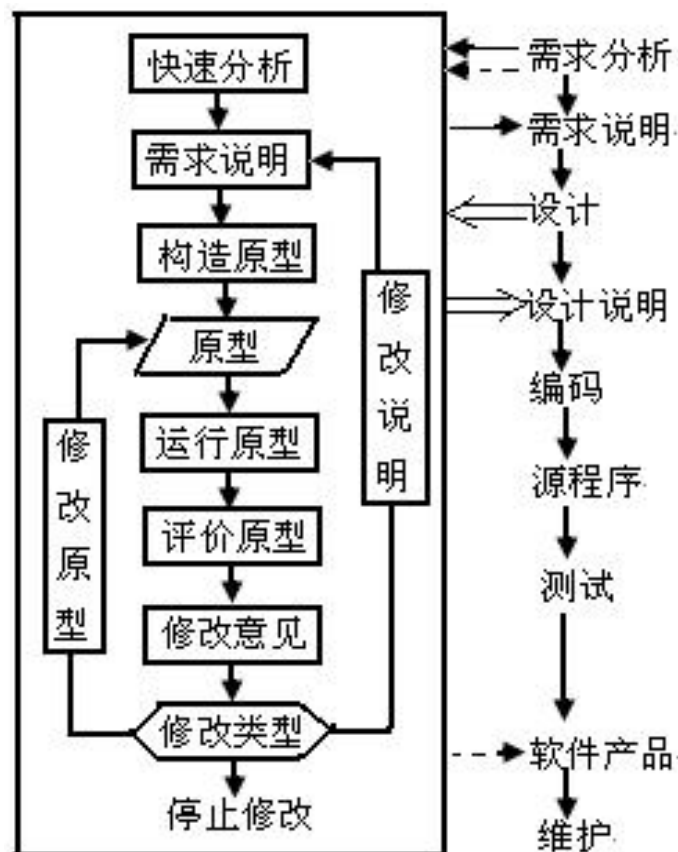 快速分析
需求说明
构造原型
原型
运行原型
评价原型
修改意见
修改类型
停止修改
修改原型
修改说明
需求分析
需求说明
设计
设计说明
编码
源程序
测试
软件产品
维护